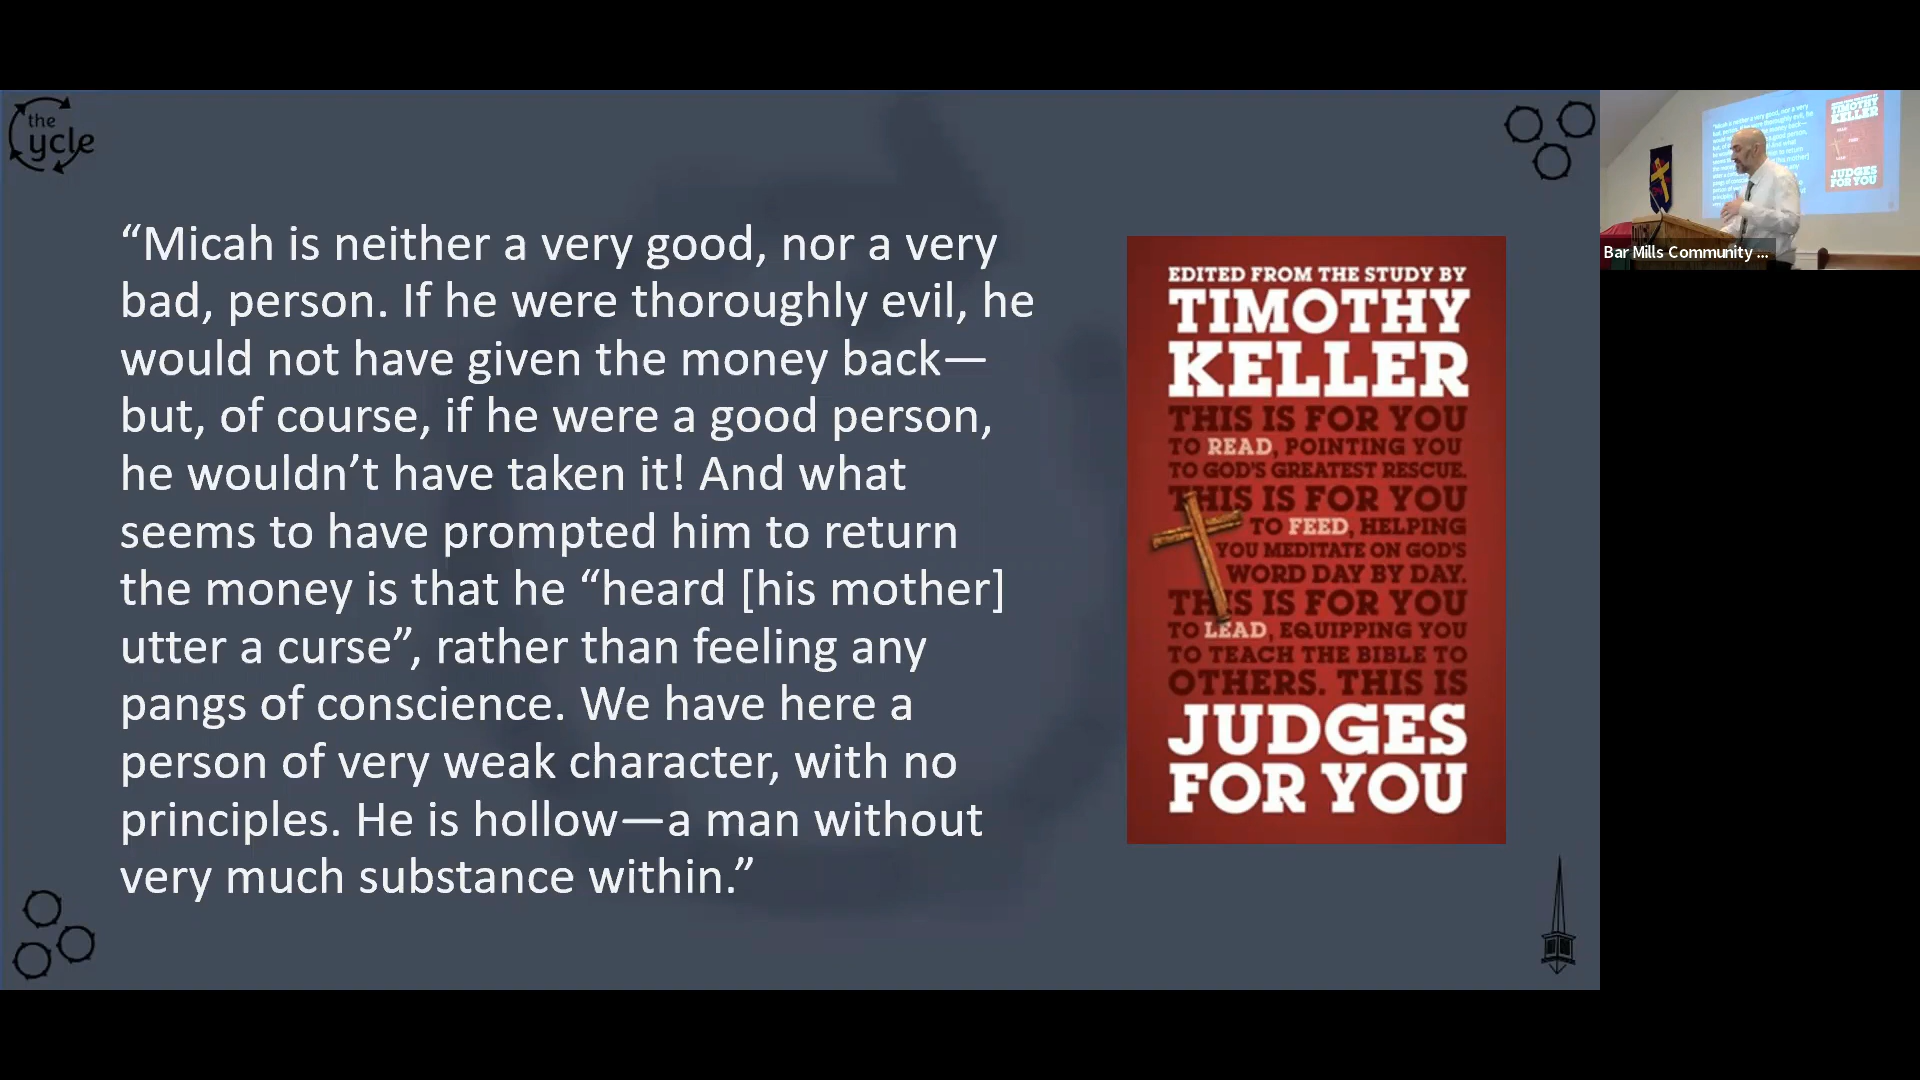 the
Cycle
“Micah is neither a very good, nor a very
bad, person. If he were thoroughly evil, he
would not have given the money back—
but, of course, if he were a good person,
he wouldn’t have taken it! And what
seems to have prompted him to return
the money is that he “heard [his mother]
utter a curse”, rather than feeling any
pangs of conscience. We have here a
person of very weak character, with no
principles. He is hollow—a man without
very much substance within.”
EDITED FROM THE STUDY BY
TIMOTHY
KELLER
THIS IS FOR YOU
TO READ, POINTING YOU
TO GOD'S GREATEST RESCUE.
THIS IS FOR YOU
TO FEED, HELPING
YOU MEDITATE ON GOD'S
WORD DAY BY DAY.
THIS IS FOR YOU
TO LEAD, EQUIPPING YOU
TO TEACH THE BIBLE TO
OTHERS. THIS IS
JUDGES
FOR YOU
TIMOTHY
KELLER
JUDGES
FOR YOU
Bar Mills Community ...